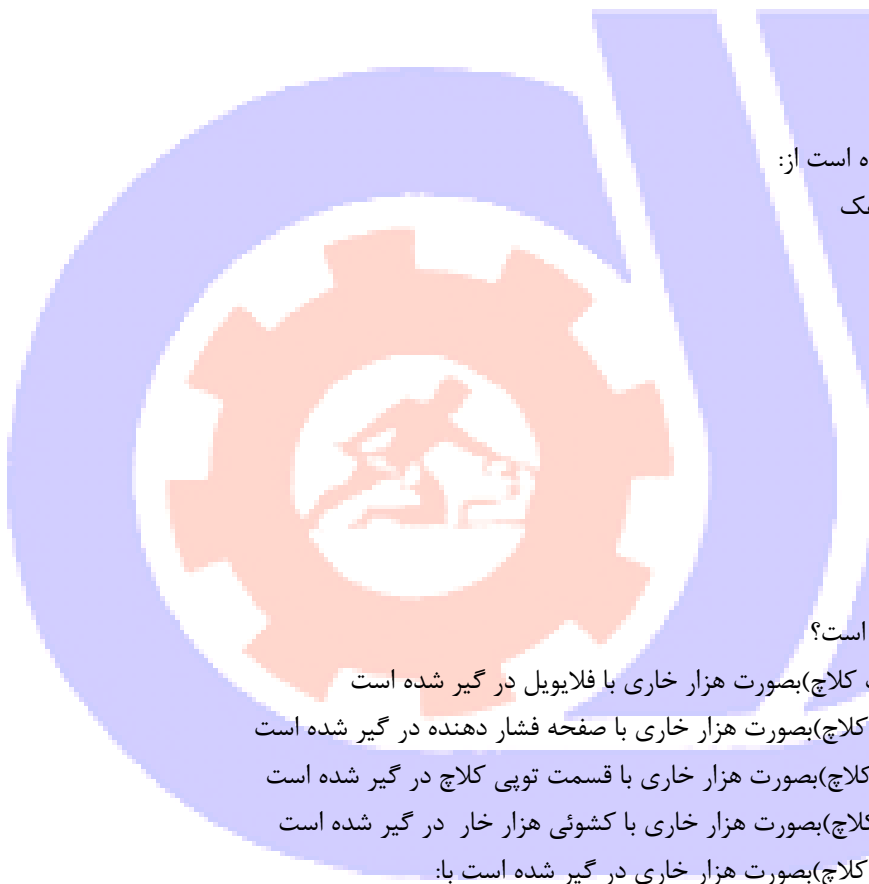 است از:
است؟
کلاچ)بصورت هزار خاری با فلایویل در گیر شده است
کلاچ)بصورت هزار خاری با صفحه فشار دهنده در گیر شده است
کلاچ)بصورت هزار خاری با قسمت توپی کلاچ در گیر شده است
کلاچ)بصورت هزار خاری با کشوئی هزار خار در گیر شده است
کلاچ)بصورت هزار خاری در گیر شده است با: